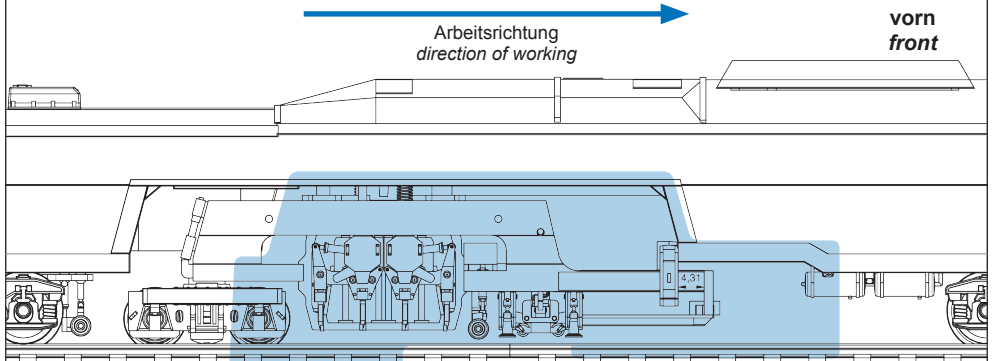 Arbeitsrichtung
direction of working
vorn
front
4,31